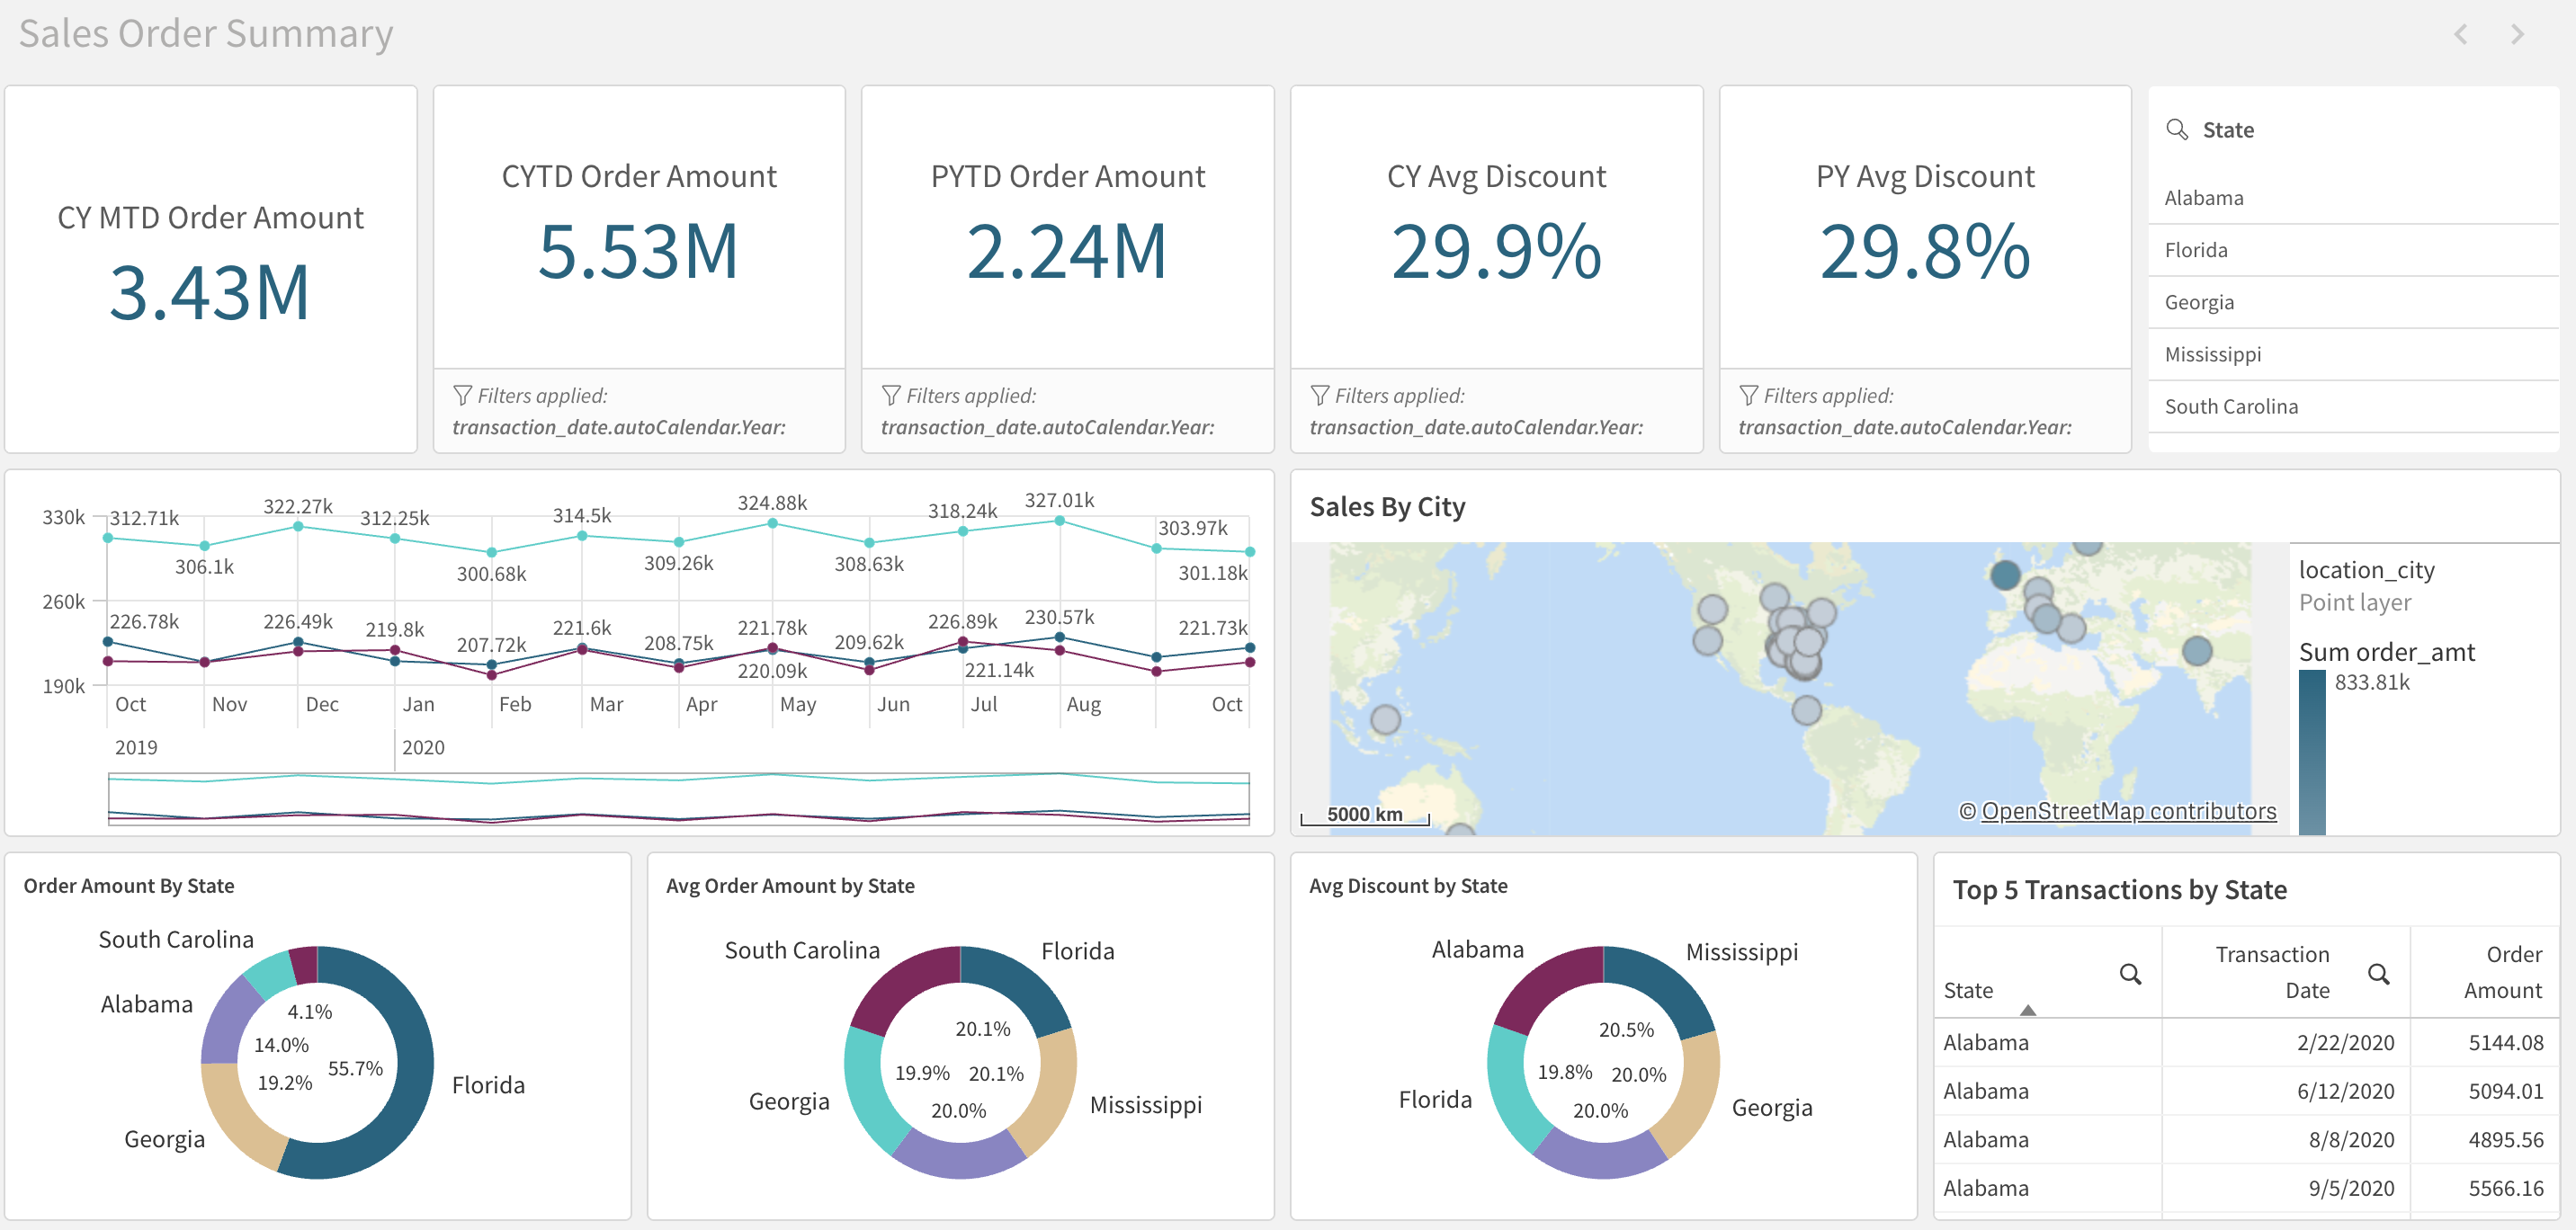 Sales Order Summary
CY MTD Order Amount
3.43M
CYTD Order Amount
5.53M
Filters applied:
transaction_date.autoCalendar.Year:
PYTD Order Amount
2.24M
Filters applied:
transaction_date.autoCalendar.Year:
CY Avg Discount
29.9%
Filters applied:
transaction_date.autoCalendar.Year:
PY Avg Discount
29.8%
Filters applied:
transaction_date.autoCalendar.Year:
State
Alabama
Florida
Georgia
Mississippi
South Carolina
330k
260k
190k
312.71k
306.1k
322.27k
312.25k
300.68k
314.5k
309.26k
324.88k
308.63k
318.24k
327.01k
303.97k
301.18k
226.78k
226.49k
219.8k
207.72k
221.6k
208.75k
221.78k
220.09k
209.62k
226.89k
221.14k
230.57k
221.73k
Oct
Nov
Dec
Jan
Feb
Mar
Apr
May
Jun
Jul
Aug
Oct
2019
2020
Sales By City
5000 km
© OpenStreetMap contributors
location_city
Point layer
Sum order_amt
833.81k
Order Amount By State
South Carolina
Alabama
Georgia
Florida
4.1%
14.0%
19.2%
55.7%
Avg Order Amount by State
South Carolina
Florida
Georgia
Mississippi
20.1%
19.9%
20.1%
20.0%
Avg Discount by State
Alabama
Mississippi
Florida
Georgia
20.5%
19.8%
20.0%
20.0%
Top 5 Transactions by State
State
Transaction Date
Order Amount
Alabama 2/22/2020 5144.08
Alabama 6/12/2020 5094.01
Alabama 8/8/2020 4895.56
Alabama 9/5/2020 5566.16